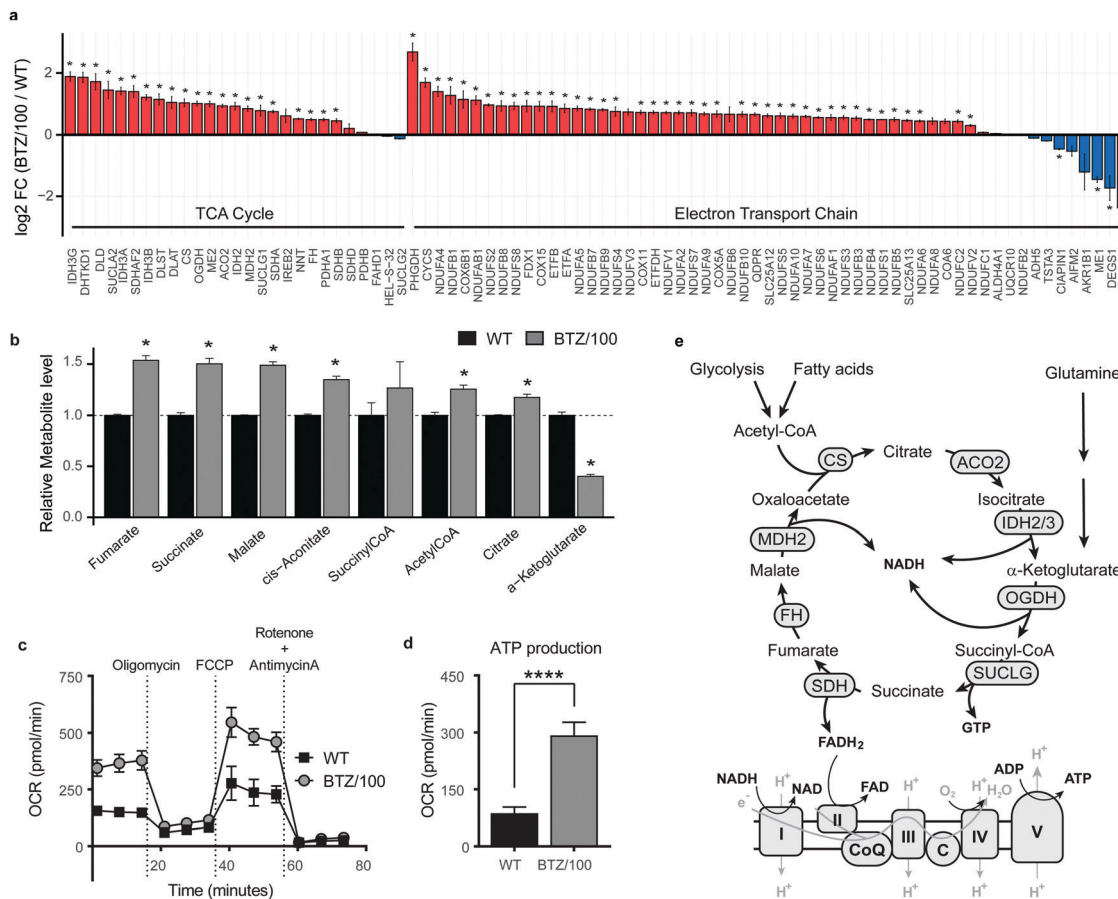 a
log2 FC (BTZ/100 / WT)
2
0
−2
* * * * * * * * * * * * * * * * * * * * * *
TCA Cycle
Electron Transport Chain
IDH3G
DHTKD1
DLD
SUCLA2
IDH3A
SDHAF2
IDH3B
DLST
DLAT
CS
OGDH
ME2
ACO2
IDH2
MDH2
SUCLG1
SDHA
IREB2
NNT
FH
PDHA1
SDHB
SDHD
PDHB
FAHD1
HEL-S-32
SUCLG2
PHGDH
CYCS
NDUFA4
NDUFB1
COX6B1
NDUFAB1
NDUFS2
NDUFB8
NDUFS8
FDX1
COX15
ETFB
ETFA
NDUFA5
NDUFB7
NDUFB9
NDUFS4
NDUFV3
COX11
ETFDH
NDUFV1
NDUFA2
NDUFS7
NDUFA9
COX5A
NDUFB6
NDUFB10
QDPR
SLC25A12
NDUFS5
NDUFA10
NDUFA7
NDUFS6
NDUFAF1
NDUFS3
NDUFB3
NDUFB4
NDUFS1
NDUFB5
SLC25A13
NDUFA6
NDUFA8
COA6
NDUFC2
NDUFV2
NDUFC1
ALDH4A1
UQCR10
NDUFB2
ADH5
TSTA3
CIAPIN1
AIFM2
AKR1B1
ME1
DEGS1
b
WT
BTZ/100
Relative Metabolite level
1.5
1.0
0.5
0.0
* * * * * * *
Fumarate
Succinate
Malate
cis−Aconitate
SuccinylCoA
AcetylCoA
Citrate
a−Ketoglutarate
c
Oligomycin
FCCP
Rotenone
+
AntimycinA
OCR (pmol/min)
750
500
250
0
WT
BTZ/100
20
40
60
80
Time (minutes)
d
ATP production
****
OCR (pmol/min)
450
300
150
0
WT
BTZ/100
e
Glycolysis
Fatty acids
Glutamine
Acetyl-CoA
CS
Citrate
ACO2
Oxaloacetate
Isocitrate
MDH2
IDH2/3
NADH
Malate
α-Ketoglutarate
OGDH
FH
Fumarate
Succinyl-CoA
SUCLG
SDH
Succinate
GTP
FADH2
NADH
H+
NAD
FAD
H+
O2
H+
H2O
ADP
H+
ATP
e-
I
II
CoQ
III
C
IV
V
H+
H+
H+
H+